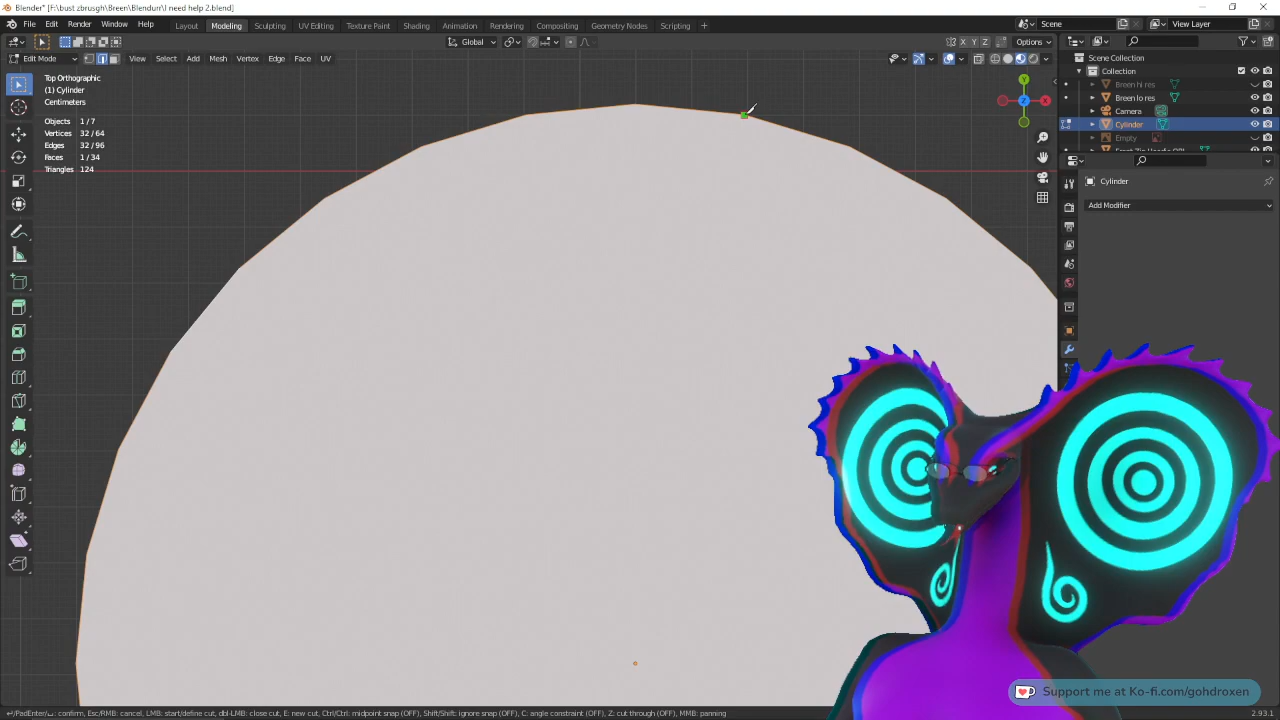 Blender* [F:\bust zbrusgh\Breen\Blendurr\I need help 2.blend]
File Edit Render Window Help Layout Modeling Sculpting UV Editing Texture Paint Shading Animation Rendering Compositing Geometry Nodes Scripting + Scene View Layer
Global Options
Edit Mode View Select Add Mesh Vertex Edge Face UV
X Y Z
Top Orthographic
(1) Cylinder
Centimeters
Objects 1/7
Vertices 32/64
Edges 32/96
Faces 1/34
Triangles 124
Y
Z X
Scene Collection
Collection
Breen hi res
Breen lo res
Camera
Cylinder
Empty
Cylinder
Add Modifier
Support me at Ko-fi.com/gohdroxen
/PadEnter/: confirm, Esc/RMB: cancel, LMB: start/define cut, dbl-LMB: close cut, E: new cut, Ctrl/Ctrl: midpoint snap (OFF), Shift/Shift: ignore snap (OFF), C: angle constraint (OFF), Z: cut through (OFF), MMB: panning
2.93.1